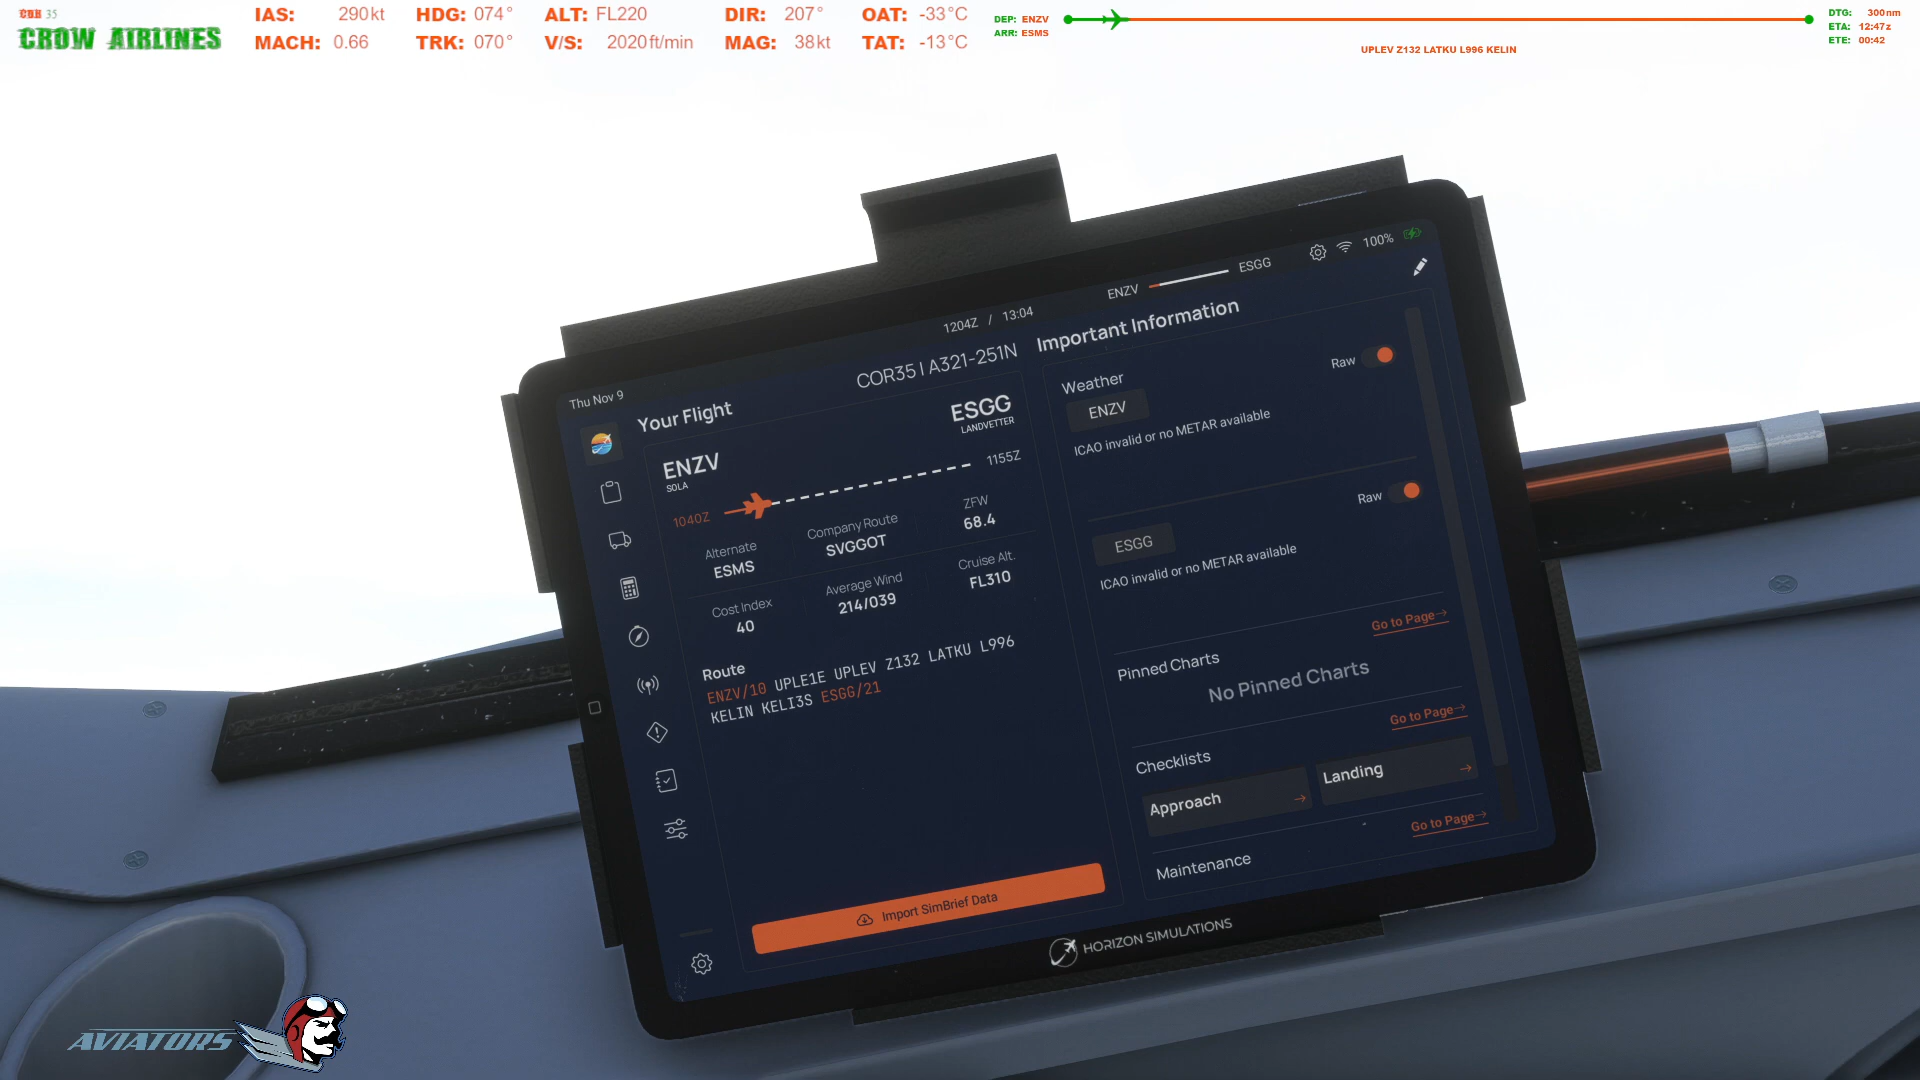 COR 35
CROW AIRLINES
IAS: 290kt
MACH: 0.66
HDG: 074°
TRK: 070°
ALT: FL220
V/S: 2020ft/min
DIR: 207°
MAG: 38kt
OAT: -33°C
TAT: -13°C
DEP: ENZV
ARR: ESMS
UPLEV Z132 LATKU L996 KELIN
DTG: 300nm
ETA: 12:47z
ETE: 00:42
Thu Nov 9
1204Z / 13:04
ENZV
ESGG
100%
Your Flight
COR35 | A321-251N
ENZV
SOLA
ESGG
LANDVETTER
1040Z
1155Z
Alternate
ESMS
Company Route
SVGGOT
ZFW
68.4
Cost Index
40
Average Wind
214/039
Cruise Alt.
FL310
Route
ENZV/10 UPLE1E UPLEV Z132 LATKU L996
KELIN KELI3S ESGG/21
Import SimBrief Data
Important Information
Weather
Raw
ENZV
ICAO invalid or no METAR available
Raw
ESGG
ICAO invalid or no METAR available
Go to Page
Pinned Charts
No Pinned Charts
Go to Page
Checklists
Approach
Landing
Go to Page
Maintenance
HORIZON SIMULATIONS
AVIATORS